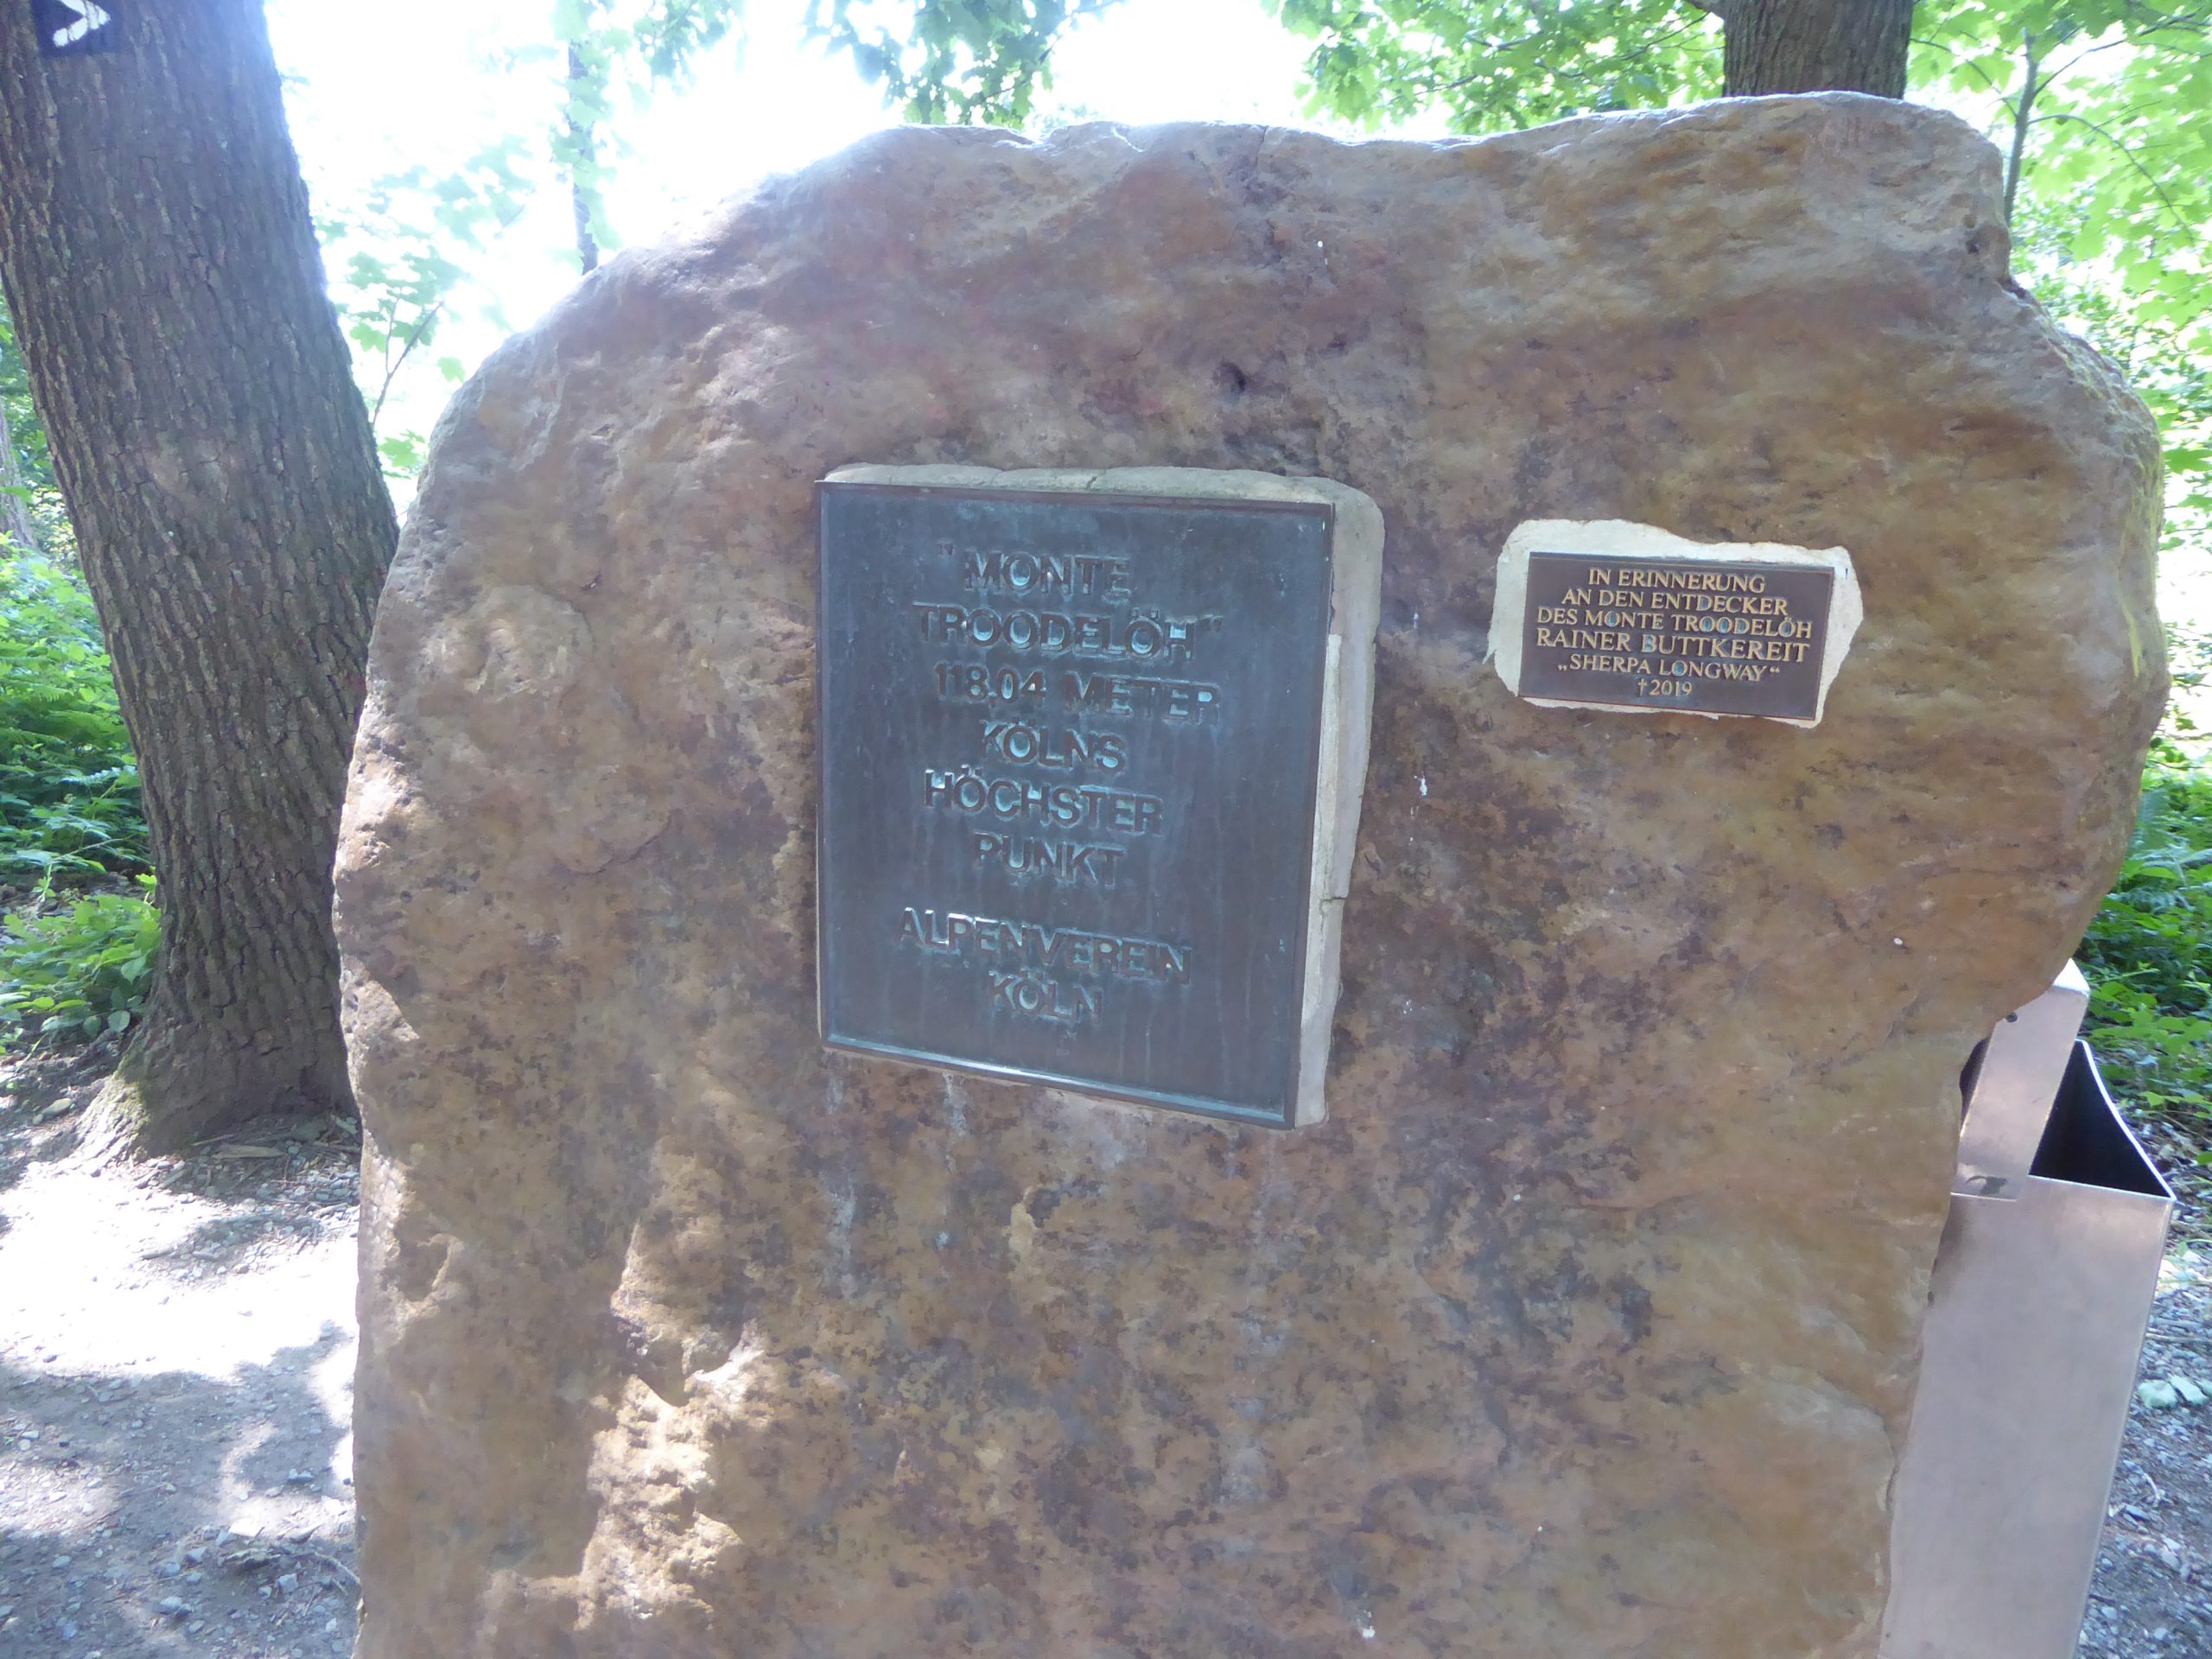 "MONTE
TROODELÖH"
118,04 METER
KÖLNS
HÖCHSTER
PUNKT
ALPENVEREIN
KÖLN
IN ERINNERUNG
AN DEN ENTDECKER
DES MONTE TROODELÖH
RAINER BUTTKEREIT
„SHERPA LONGWAY“
†2019